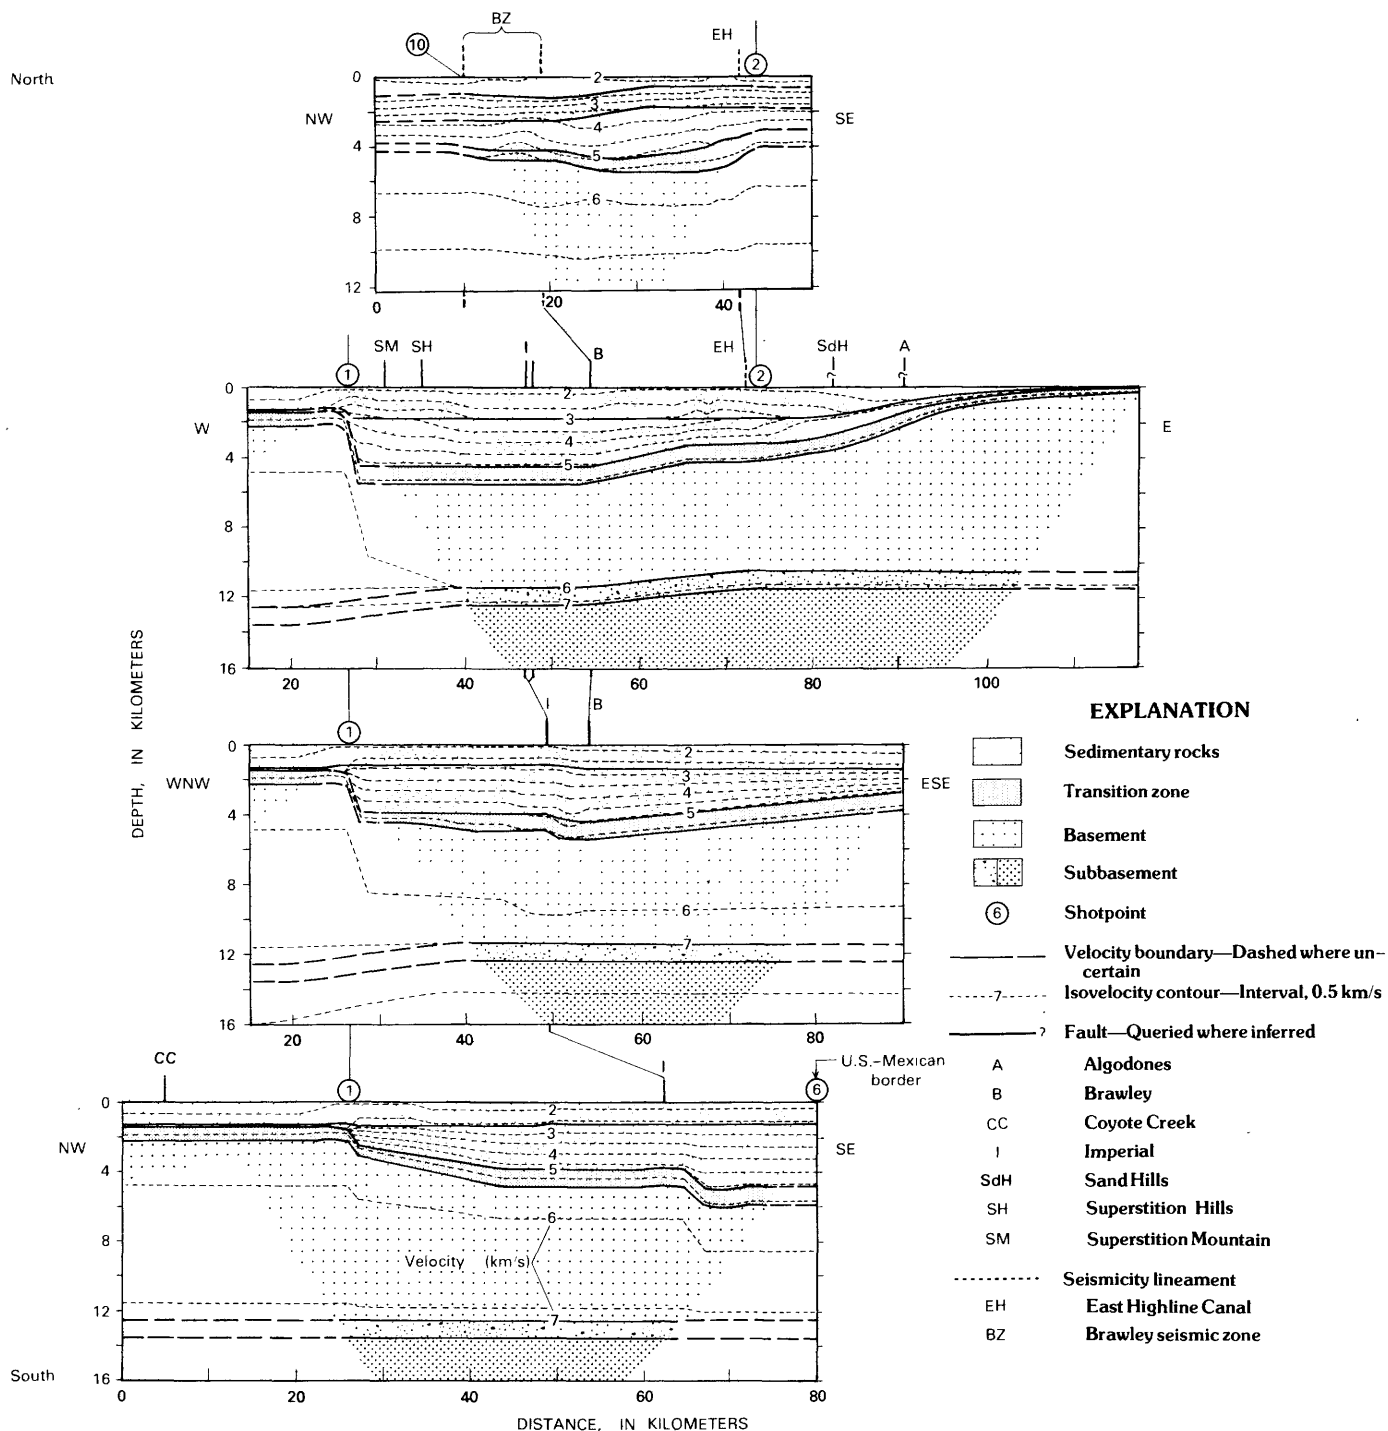 North
BZ
10
EH
2
0
2
NW
3
4
SE
4
5
8
6
12
0
20
40
1
SM
SH
I
B
EH
2
SdH
A
?
?
0
2
W
3
E
4
4
5
8
12
6
7
16
20
40
60
80
100
1
I
B
0
2
WNW
3
ESE
4
4
5
8
6
12
7
16
20
40
60
80
CC
1
I
6
U.S.–Mexican
border
0
2
NW
3
SE
4
4
5
6
8
Velocity (km/s)
12
7
South
16
0
20
40
60
80
DISTANCE, IN KILOMETERS
DEPTH, IN KILOMETERS
EXPLANATION
Sedimentary rocks
Transition zone
Basement
Subbasement
6 Shotpoint
Velocity boundary—Dashed where un-
certain
7 Isovelocity contour—Interval, 0.5 km/s
? Fault—Queried where inferred
A Algodones
B Brawley
CC Coyote Creek
I Imperial
SdH Sand Hills
SH Superstition Hills
SM Superstition Mountain
Seismicity lineament
EH East Highline Canal
BZ Brawley seismic zone